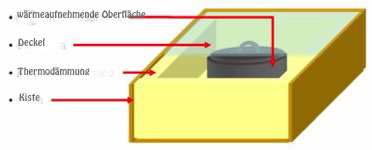 • wärmeaufnehmende Oberfläche
• Deckel
• Thermodämmung
• Kiste